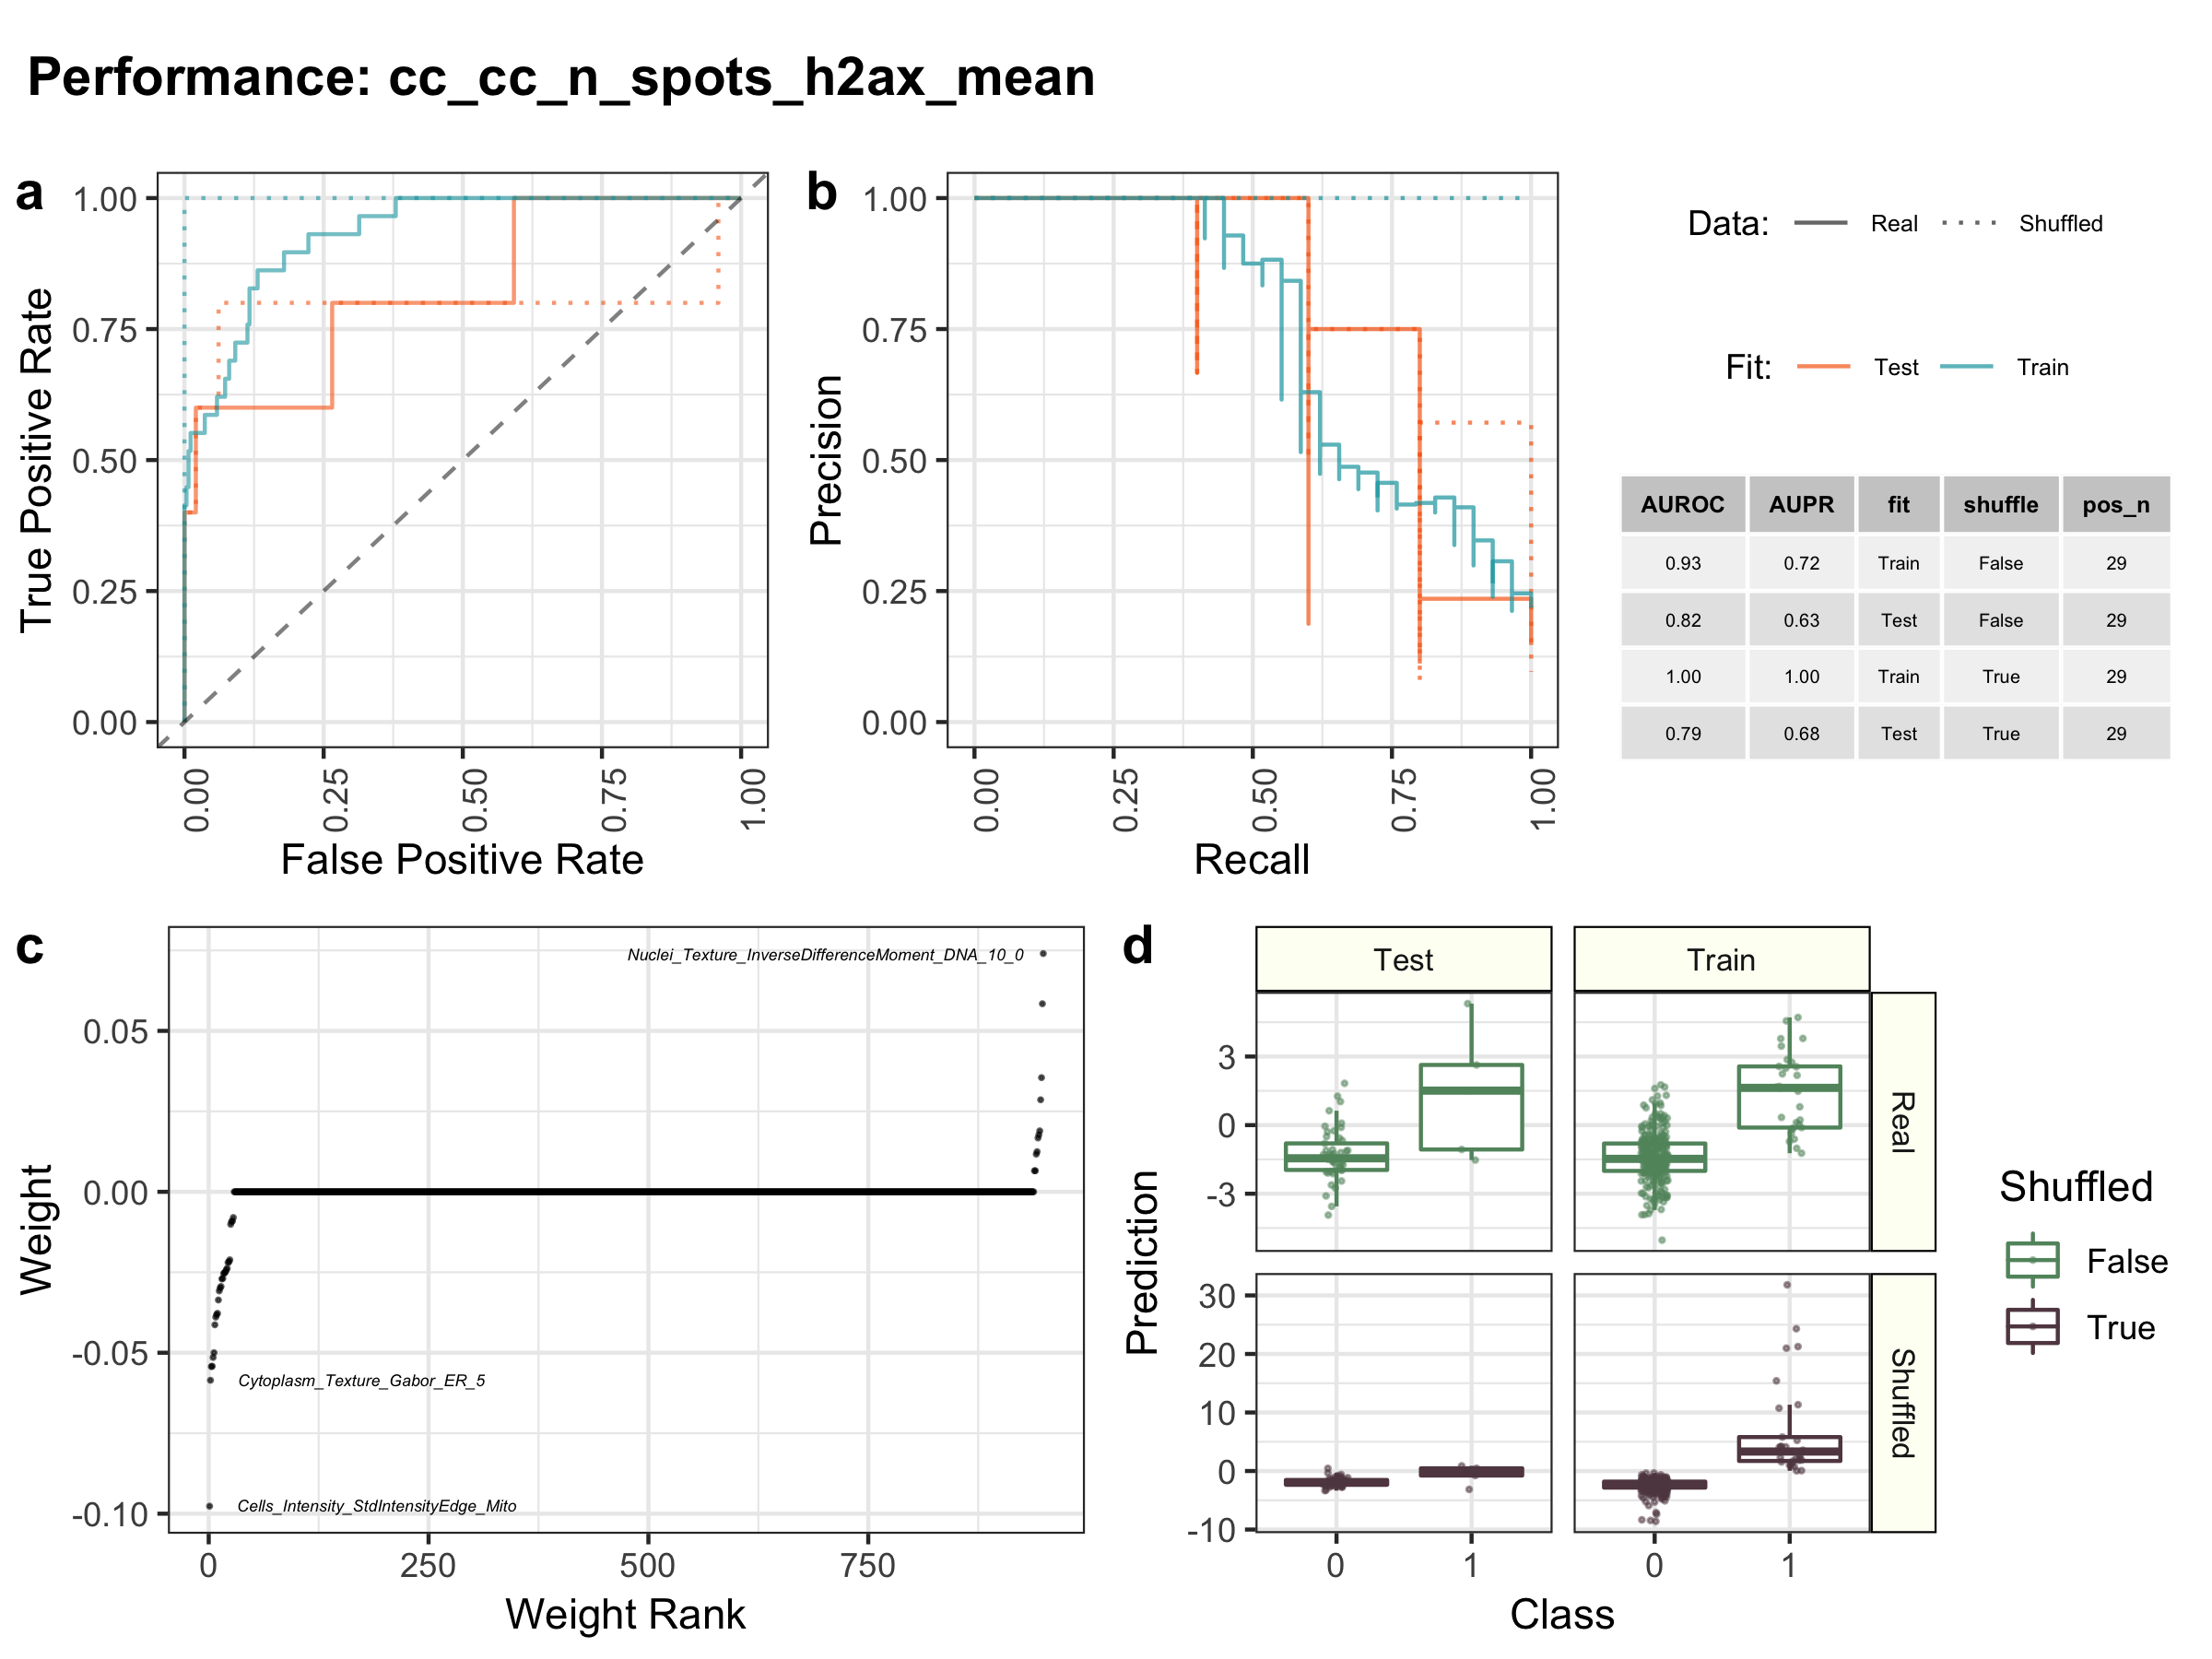 Performance: cc_cc_n_spots_h2ax_mean
a
True Positive Rate
1.00
0.75
0.50
0.25
0.00
0.00
0.25
0.50
0.75
1.00
False Positive Rate
b
Precision
1.00
0.75
0.50
0.25
0.00
0.00
0.25
0.50
0.75
1.00
Recall
Data: Real Shuffled
Fit: Test Train
AUROC AUPR fit shuffle pos_n
0.93 0.72 Train False 29
0.82 0.63 Test False 29
1.00 1.00 Train True 29
0.79 0.68 Test True 29
c
Weight
0.05
0.00
-0.05
-0.10
Nuclei_Texture_InverseDifferenceMoment_DNA_10_0
Cytoplasm_Texture_Gabor_ER_5
Cells_Intensity_StdIntensityEdge_Mito
0 250 500 750
Weight Rank
d
Prediction
Test Train
3
0
-3
Real
30
20
10
0
-10
Shuffled
0 1 0 1
Class
Shuffled
False
True